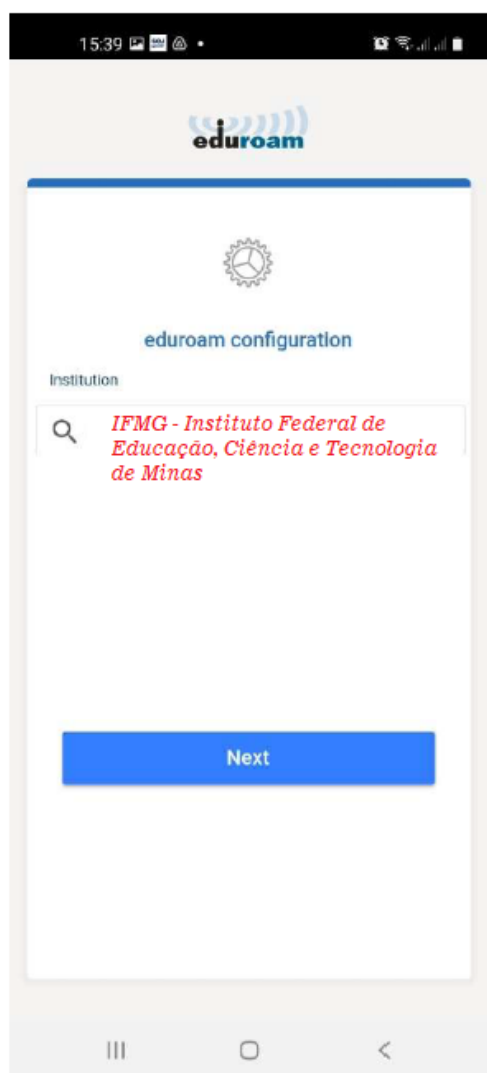 15:39
eduroam
eduroam configuration
Institution
IFMG - Instituto Federal de
Educação, Ciência e Tecnologia
de Minas
Next